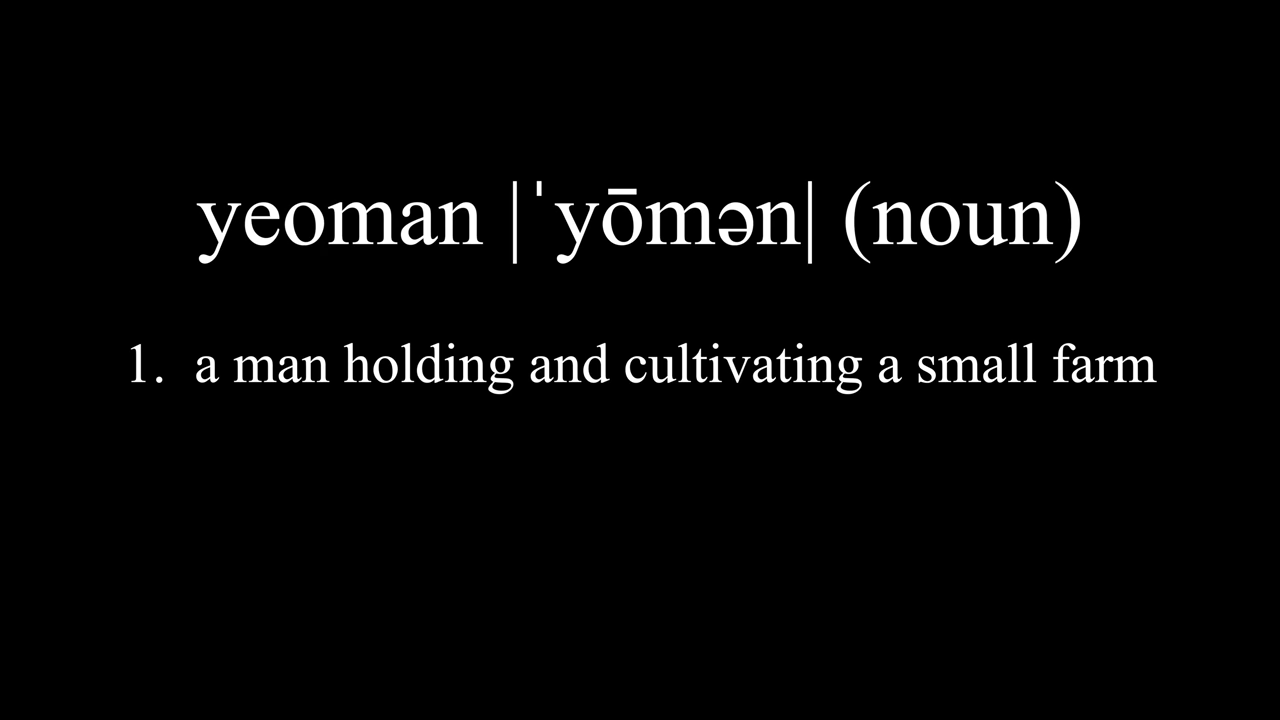 yeoman |ˈyōmən| (noun)
1. a man holding and cultivating a small farm